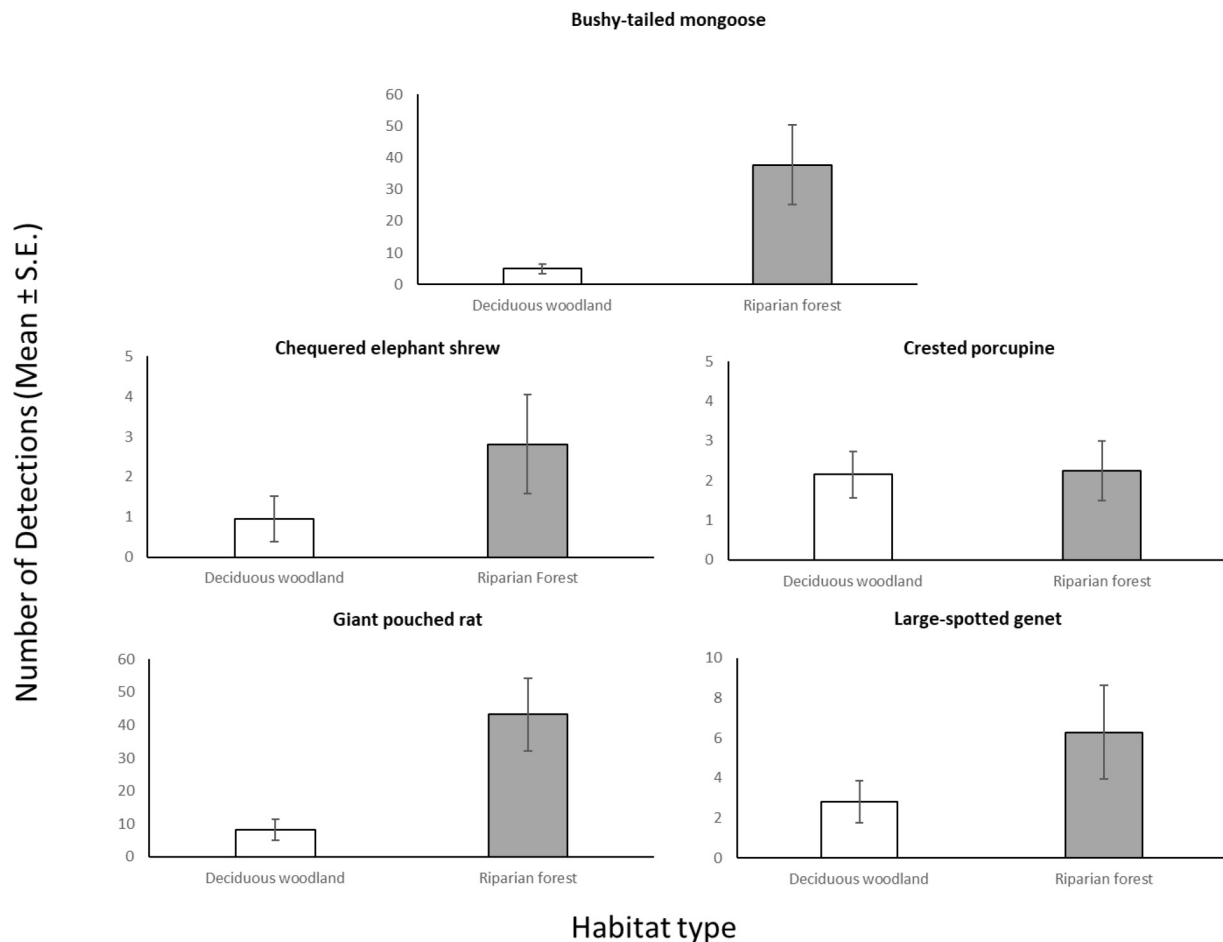 Bushy-tailed mongoose
60
50
40
30
20
10
0
Deciduous woodland Riparian forest
Number of Detections (Mean ± S.E.)
Chequered elephant shrew
5
4
3
2
1
0
Deciduous woodland Riparian Forest
Crested porcupine
5
4
3
2
1
0
Deciduous woodland Riparian forest
Giant pouched rat
60
50
40
30
20
10
0
Deciduous woodland Riparian forest
Large-spotted genet
10
8
6
4
2
0
Deciduous woodland Riparian forest
Habitat type